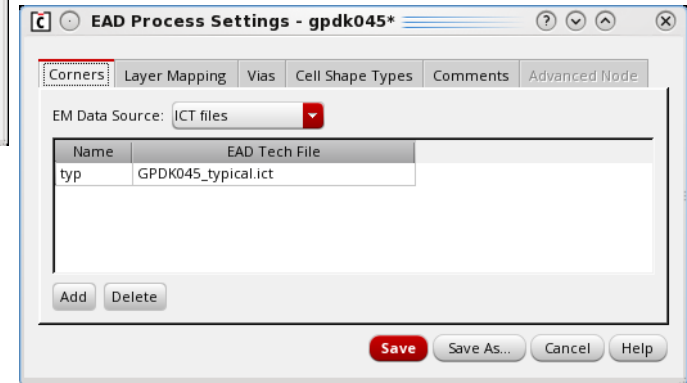 EAD Process Settings - gpdk045*
Corners Layer Mapping Vias Cell Shape Types Comments Advanced Node
EM Data Source: ICT files
Name EAD Tech File
typ GPDK045_typical.ict
Add Delete
Save Save As... Cancel Help